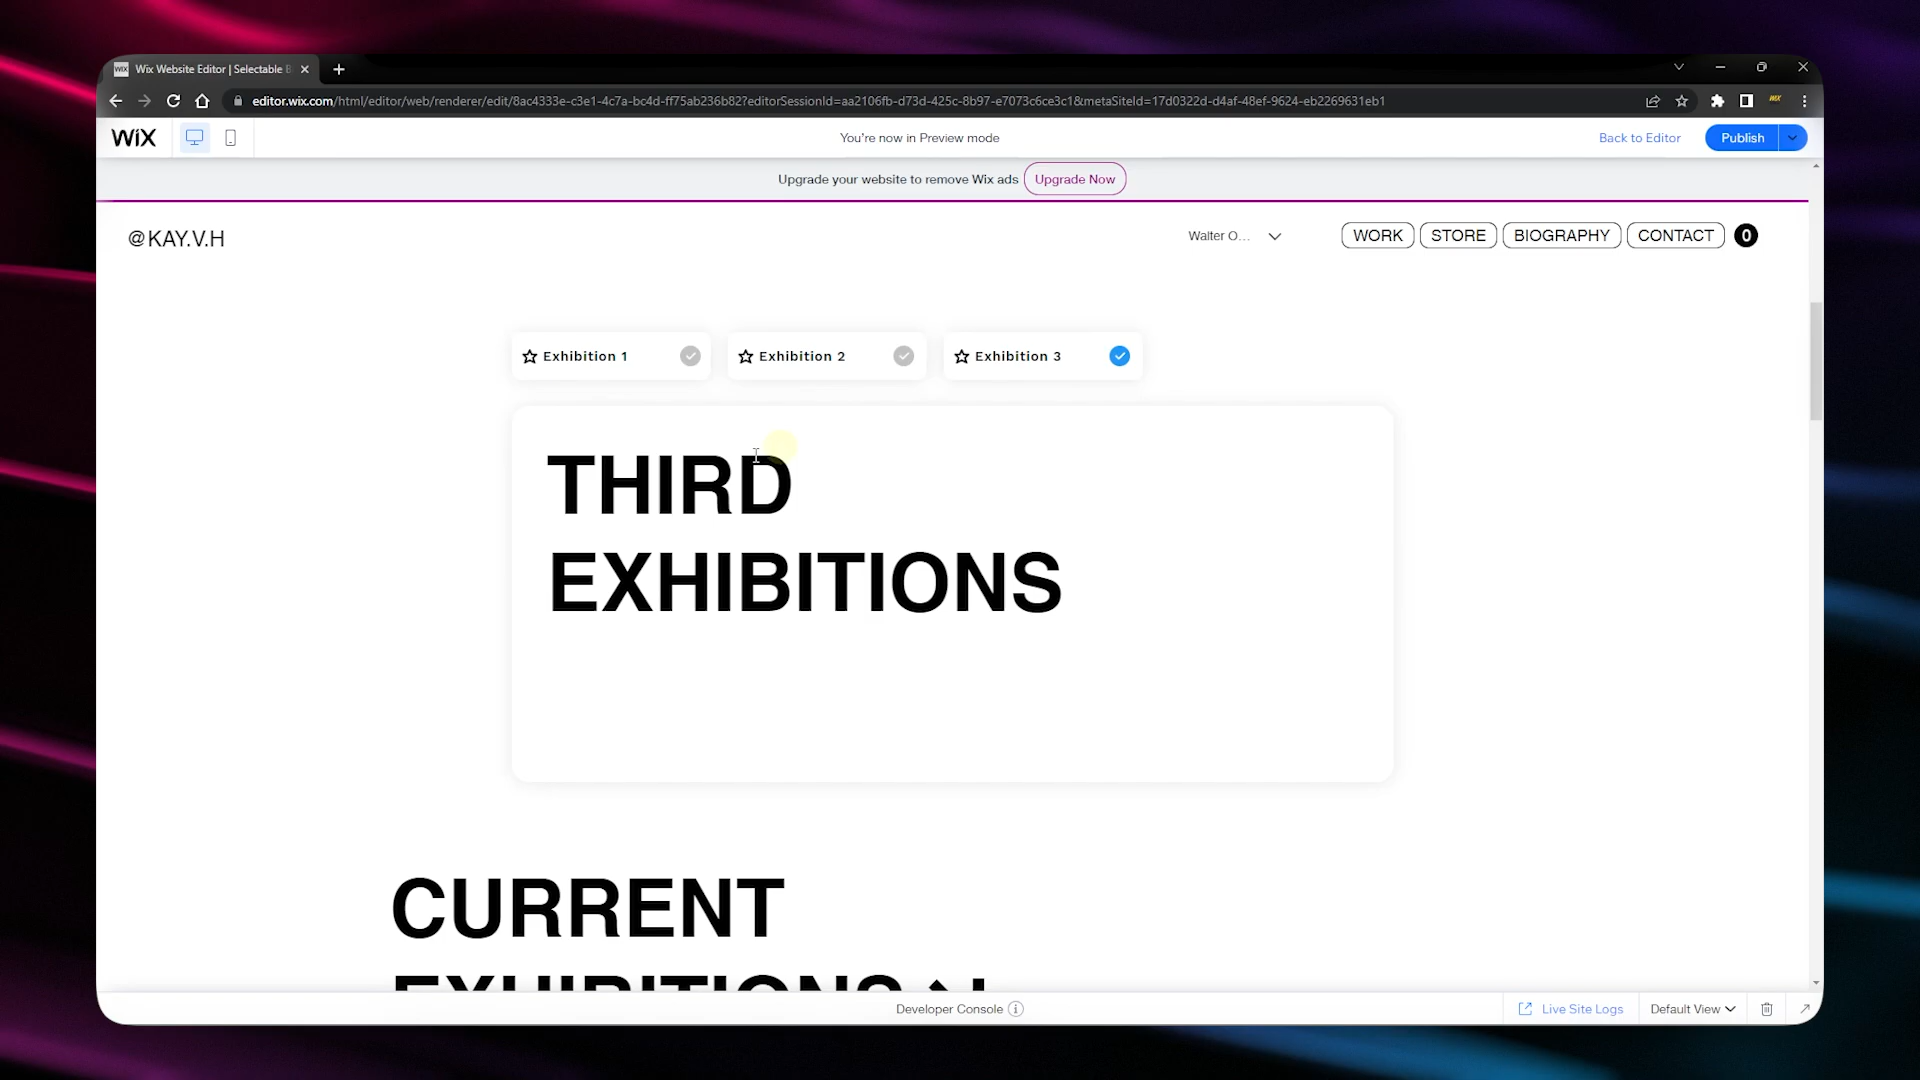 Wix Website Editor | Selectable B
editor.wix.com/html/editor/web/renderer/edit/8ac4333e-c3e1-4c7a-bc4d-ff75ab236b82?editorSessionId=aa2106fb-d73d-425c-8b97-e7073c6ce3c1&metaSiteId=17d0322d-d4af-48ef-9624-eb2269631eb1
WiX You're now in Preview mode Back to Editor Publish
Upgrade your website to remove Wix ads Upgrade Now
@KAY.V.H Walter O... WORK STORE BIOGRAPHY CONTACT 0
Exhibition 1 Exhibition 2 Exhibition 3
THIRD
EXHIBITIONS
CURRENT
EXHIBITIONS
Developer Console Live Site Logs Default View